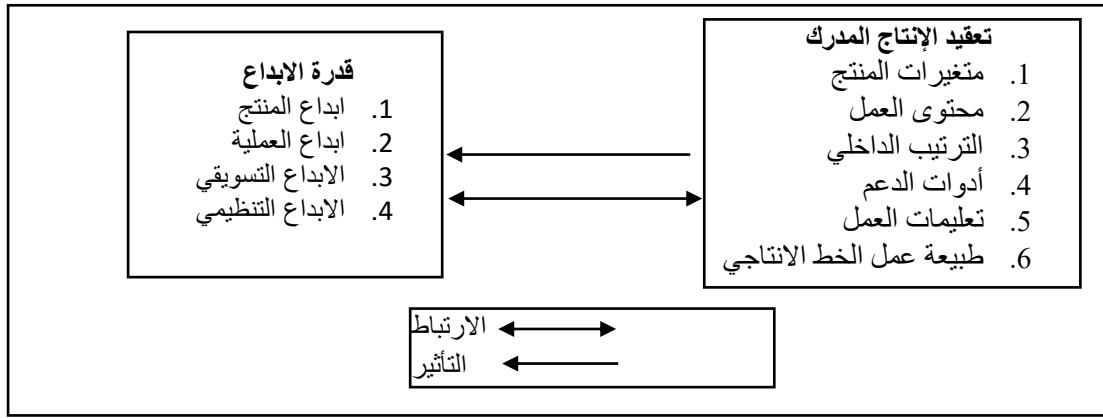 تعقيد الإنتاج المدرك
1. متغيرات المنتج
2. محتوى العمل
3. الترتيب الداخلي
4. أدوات الدعم
5. تعليمات العمل
6. طبيعة عمل الخط الانتاجي
قدرة الابداع
1. ابداع المنتج
2. ابداع العملية
3. الابداع التسويقي
4. الابداع التنظيمي
الارتباط
التأثير